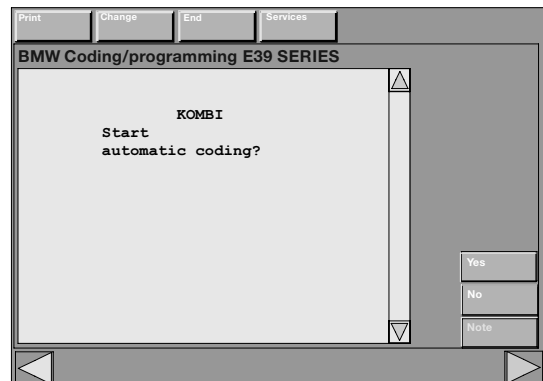 Print Change End Services
BMW Coding/programming E39 SERIES
KOMBI
Start
automatic coding?
Yes
No
Note